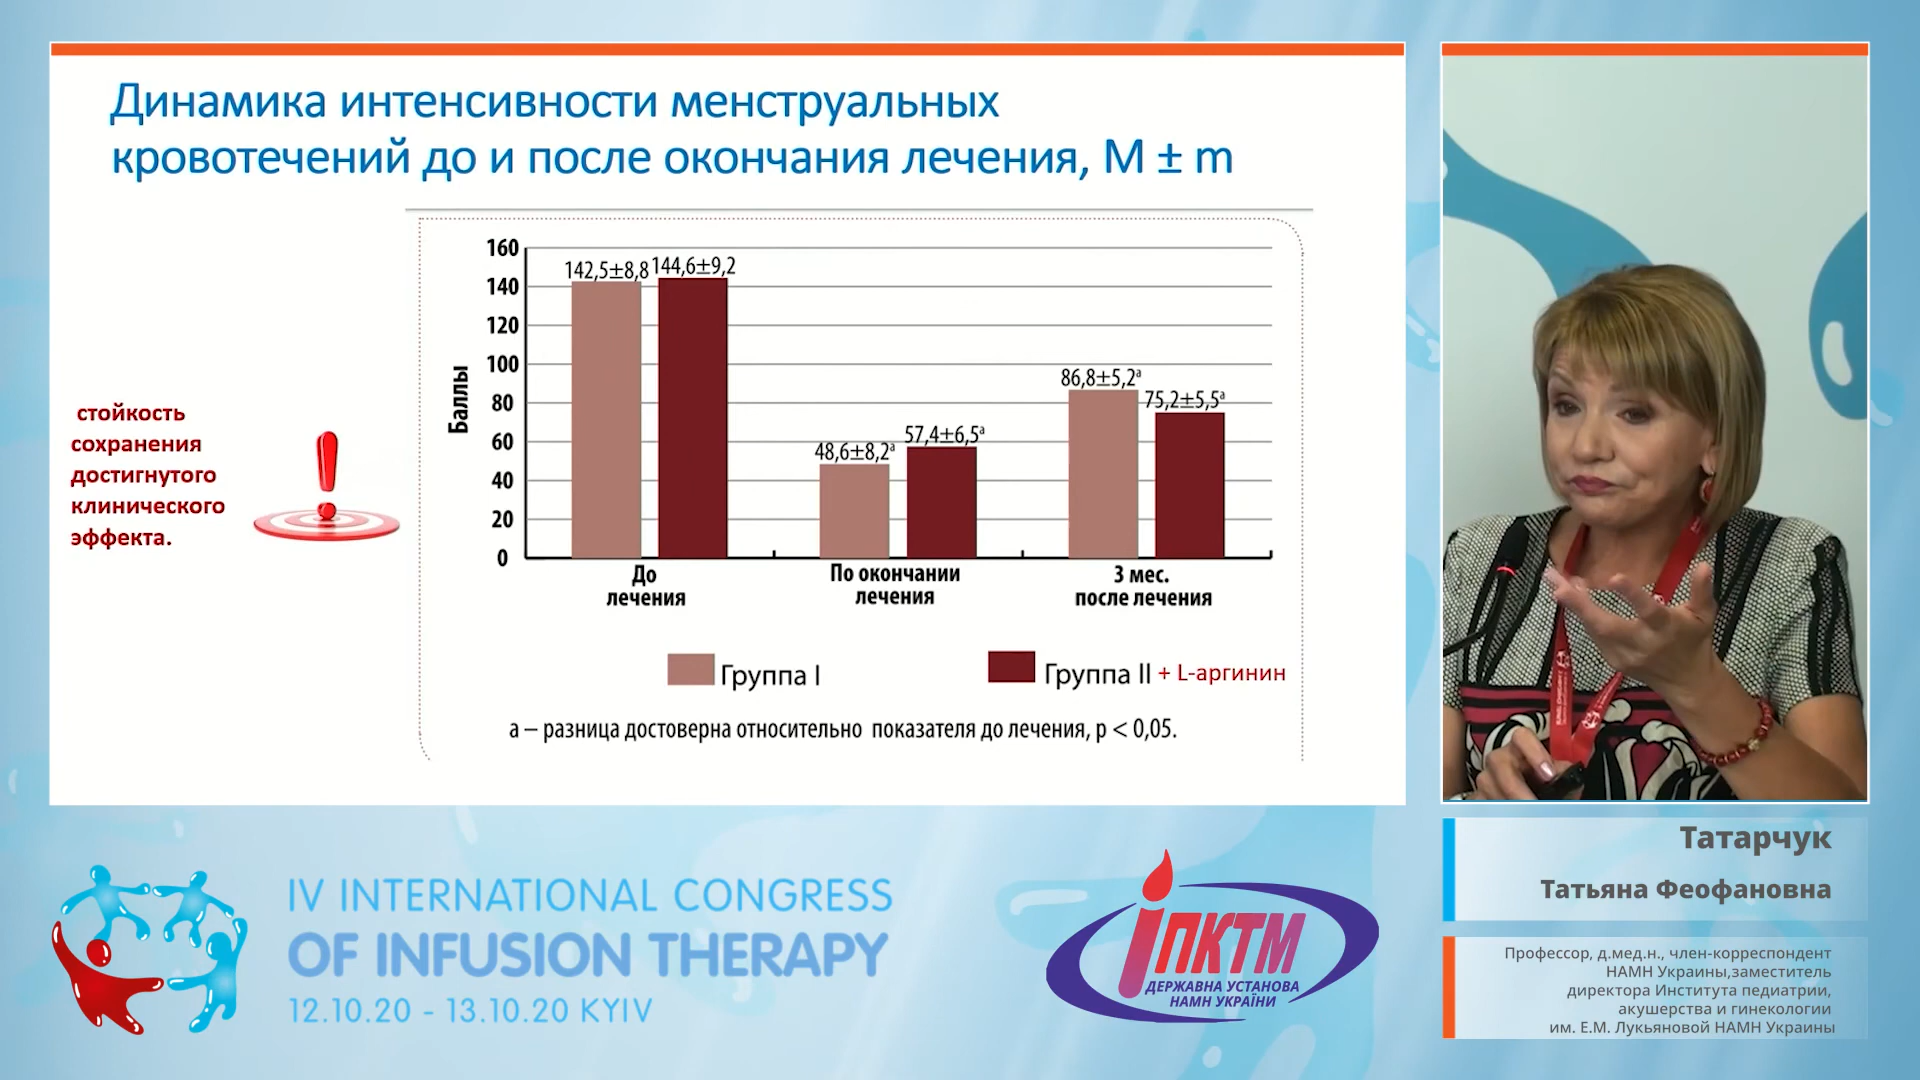 Динамика интенсивности менструальных
кровотечений до и после окончания лечения, M ± m
стойкость
сохранения
достигнутого
клинического
эффекта.
Баллы
160
140
120
100
80
60
40
20
0
142,5±8,8
144,6±9,2
48,6±8,2ª
57,4±6,5ª
86,8±5,2ª
75,2±5,5ª
До
лечения
По окончании
лечения
3 мес.
после лечения
Группа I
Группа II + L-аргинин
а – разница достоверна относительно показателя до лечения, р < 0,05.
Татарчук
Татьяна Феофановна
Профессор, д.мед.н., член-корреспондент
НАМН Украины,заместитель
директора Института педиатрии,
акушерства и гинекологии
им. Е.М. Лукьяновой НАМН Украины
IV INTERNATIONAL CONGRESS
OF INFUSION THERAPY
12.10.20 - 13.10.20 KYIV
іПКТМ
ДЕРЖАВНА УСТАНОВА
НАМН УКРАЇНИ